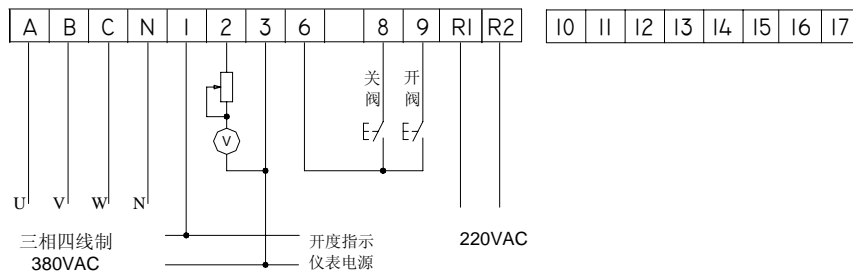 A B C N 1 2 3 6 8 9 R1 R2 10 11 12 13 14 15 16 17
关阀 开阀
V
U V W N
三相四线制 开度指示 220VAC
380VAC 仪表电源